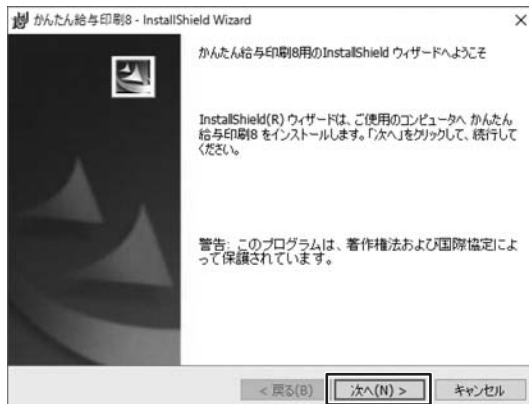 かんたん給与印刷8 - InstallShield Wizard
かんたん給与印刷8用のInstallShield ウィザードへようこそ
InstallShield(R) ウィザードは、ご使用のコンピュータへ かんたん
給与印刷8 をインストールします。「次へ」をクリックして、続行して
ください。
警告: このプログラムは、著作権法および国際協定によ
って保護されています。
< 戻る(B)
次へ(N) >
キャンセル